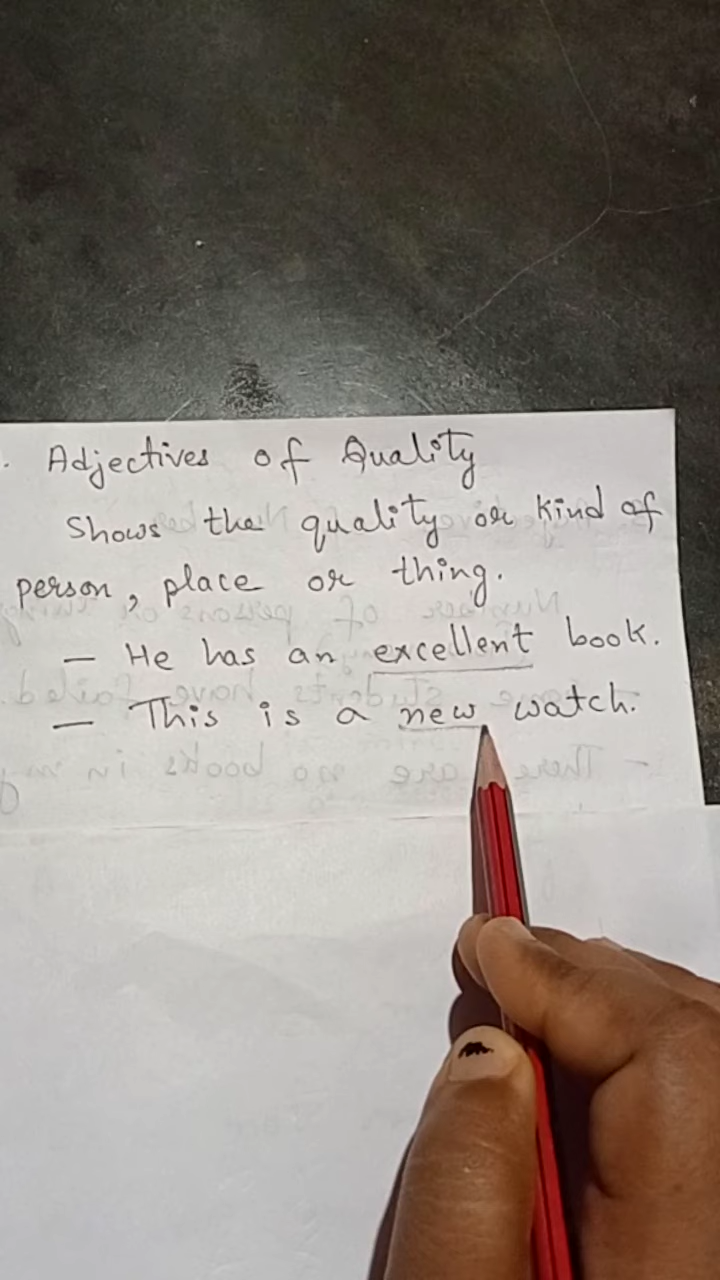 . Adjectives of Quality
Shows the quality or kind of
person, place or thing.
— He has an excellent book.
— This is a new watch.